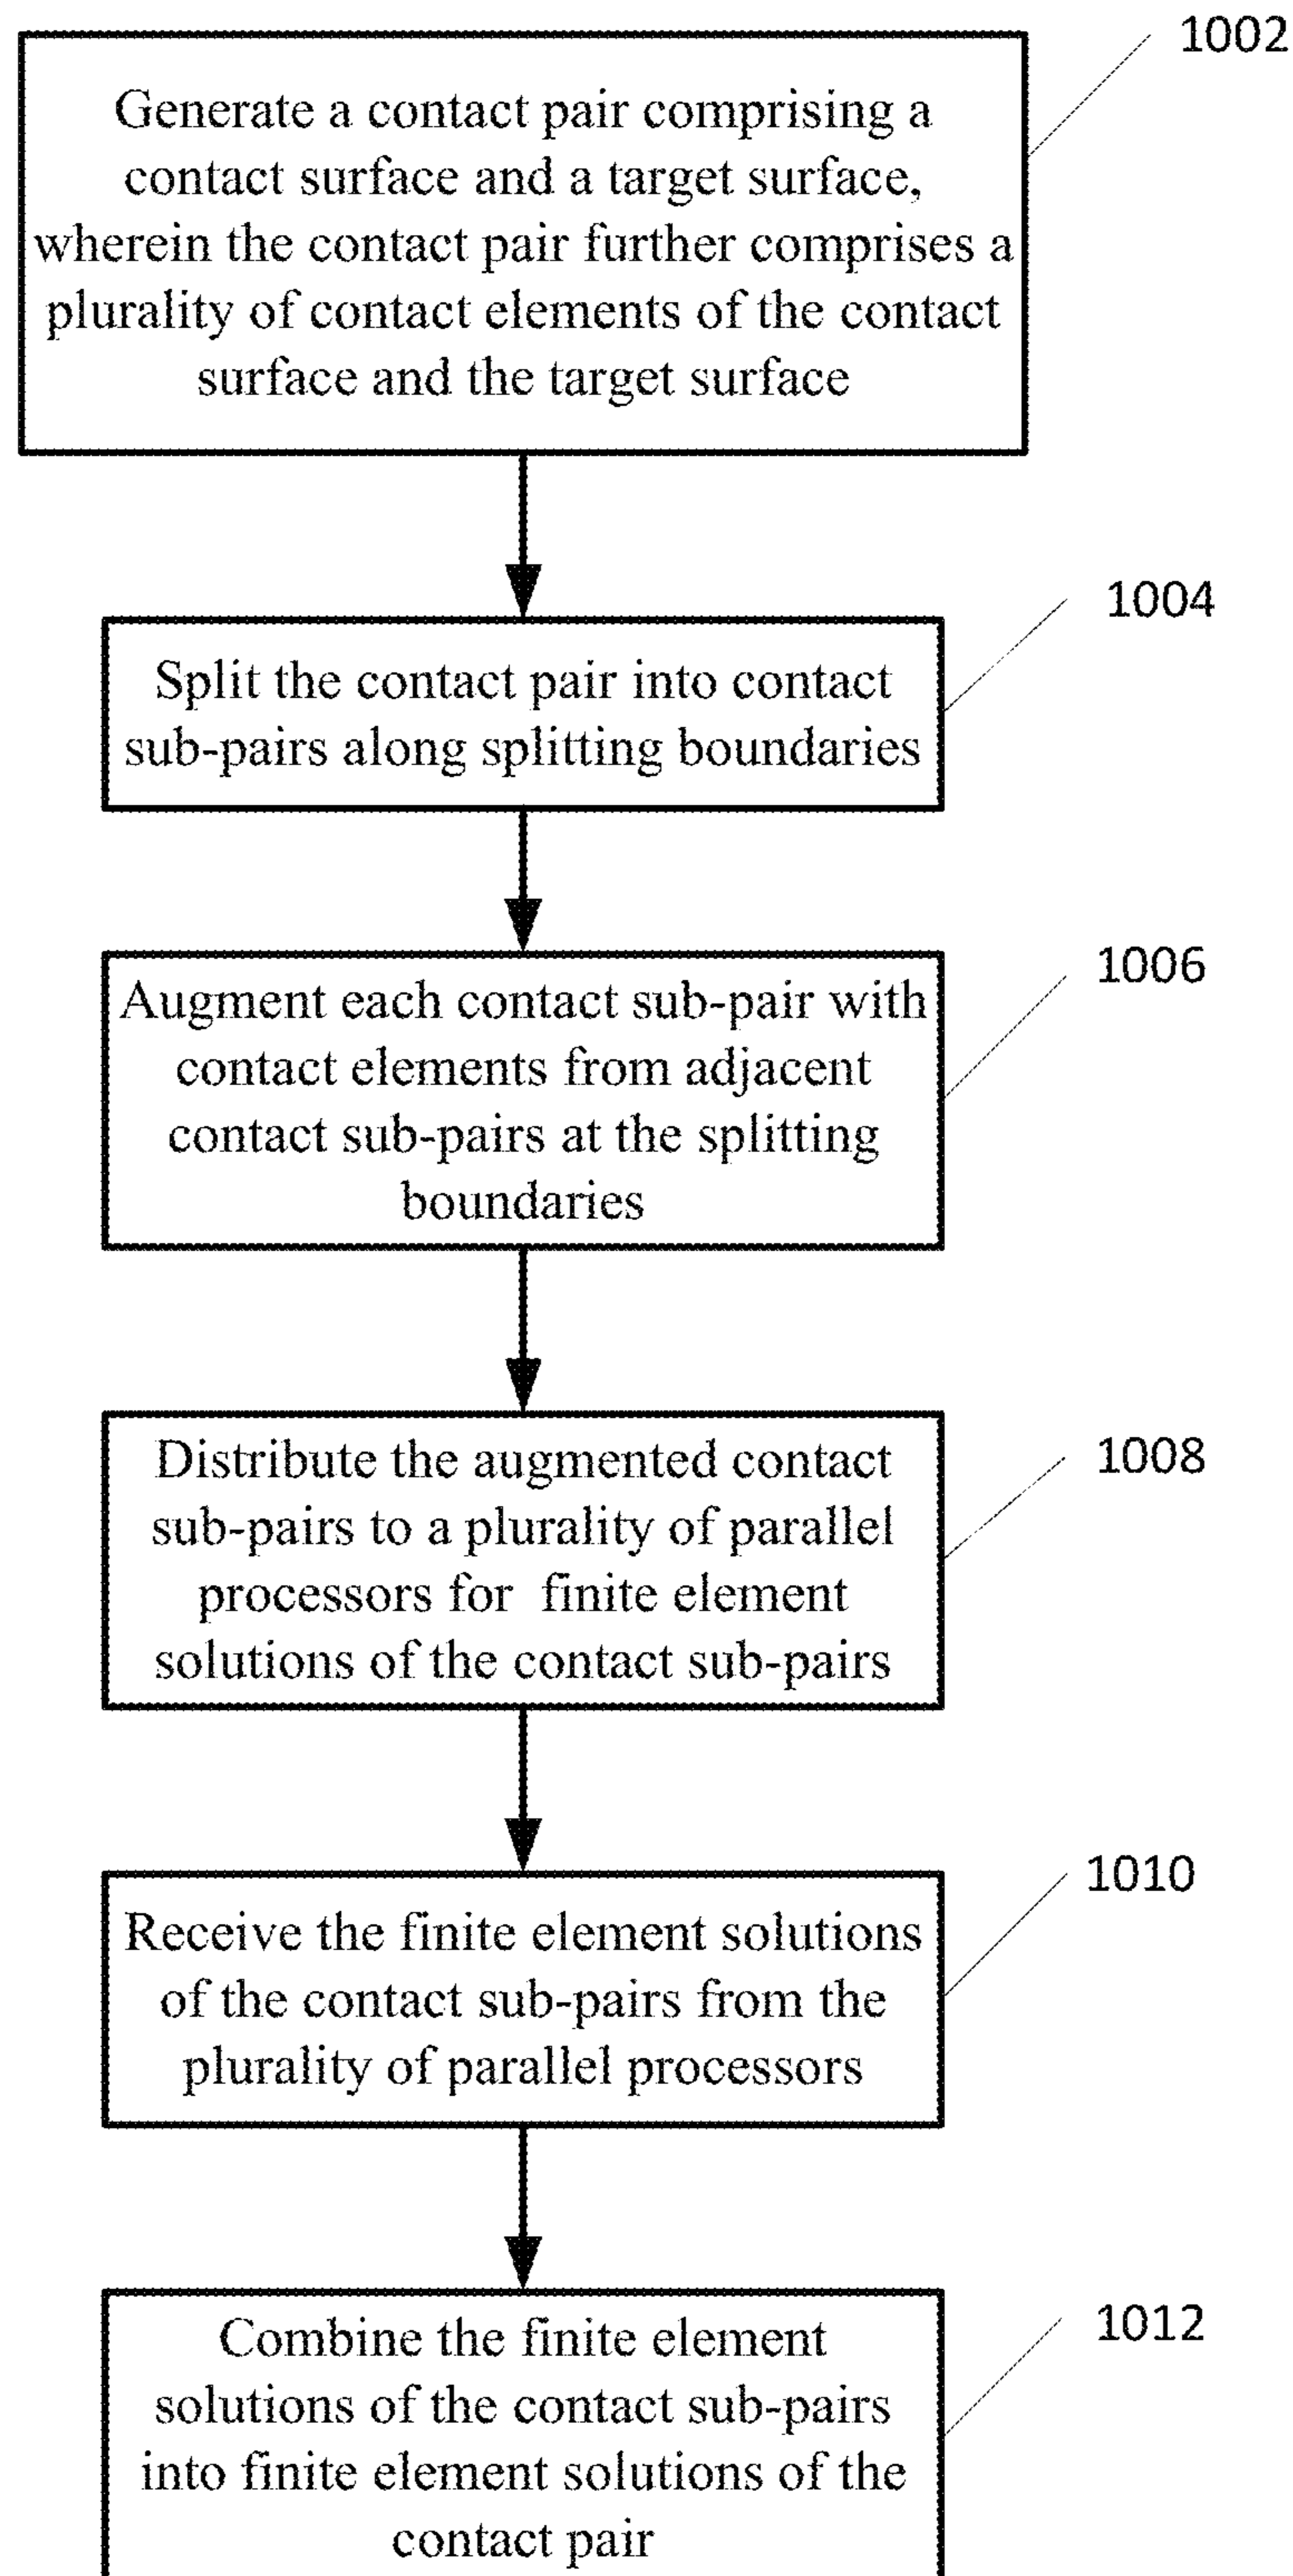 1002
Generate a contact pair comprising a
contact surface and a target surface,
wherein the contact pair further comprises a
plurality of contact elements of the contact
surface and the target surface
1004
Split the contact pair into contact
sub-pairs along splitting boundaries
1006
Augment each contact sub-pair with
contact elements from adjacent
contact sub-pairs at the splitting
boundaries
1008
Distribute the augmented contact
sub-pairs to a plurality of parallel
processors for finite element
solutions of the contact sub-pairs
1010
Receive the finite element solutions
of the contact sub-pairs from the
plurality of parallel processors
1012
Combine the finite element
solutions of the contact sub-pairs
into finite element solutions of the
contact pair